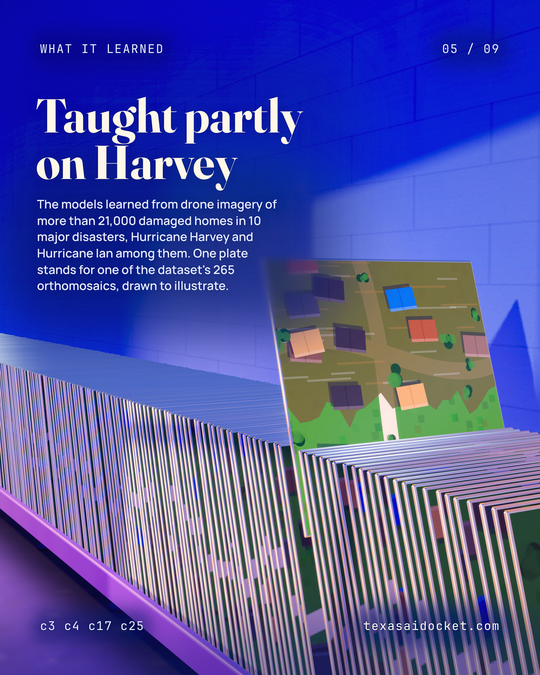 WHAT IT LEARNED
05 / 09
Taught partly
on Harvey
The models learned from drone imagery of
more than 21,000 damaged homes in 10
major disasters, Hurricane Harvey and
Hurricane Ian among them. One plate
stands for one of the dataset's 265
orthomosaics, drawn to illustrate.
c3 c4 c17 c25
texasaidocket.com